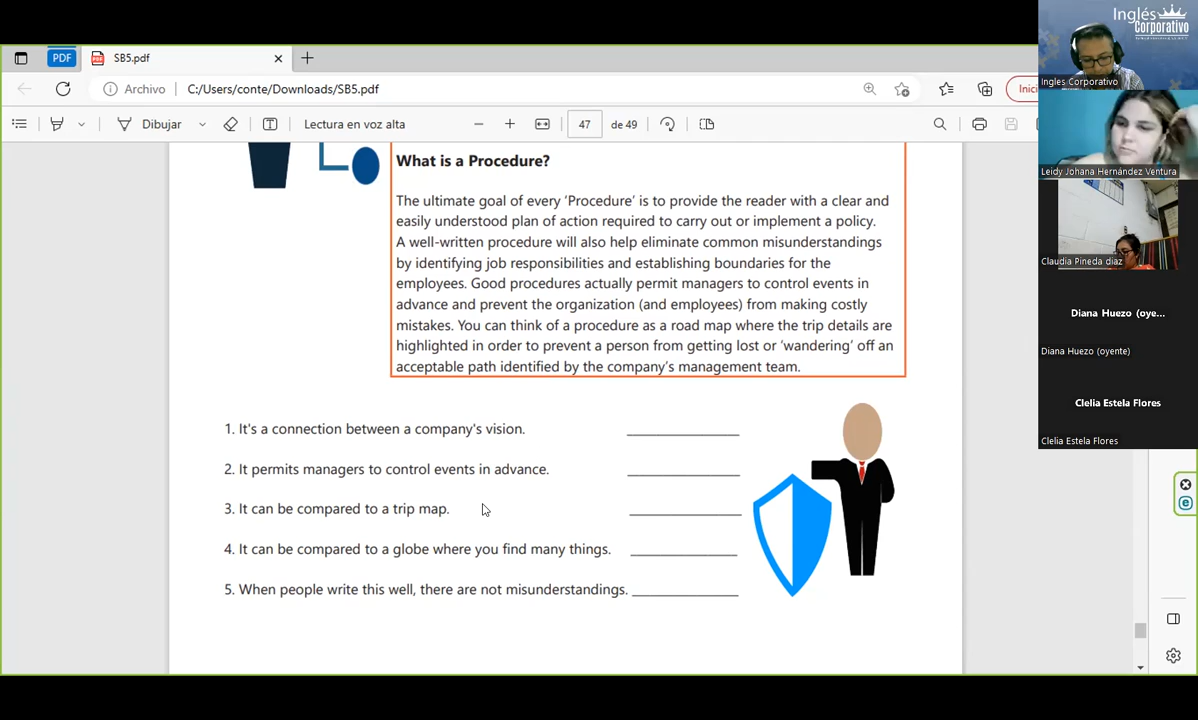 Inglés
Corporativo
SB5.pdf
PDF
Archivo
C:/Users/conte/Downloads/SB5.pdf
Inic
Ingles Corporativo
Dibujar
Lectura en voz alta
47
de 49
What is a Procedure?
The ultimate goal of every ‘Procedure’ is to provide the reader with a clear and
easily understood plan of action required to carry out or implement a policy.
A well-written procedure will also help eliminate common misunderstandings
by identifying job responsibilities and establishing boundaries for the
employees. Good procedures actually permit managers to control events in
advance and prevent the organization (and employees) from making costly
mistakes. You can think of a procedure as a road map where the trip details are
highlighted in order to prevent a person from getting lost or ‘wandering’ off an
acceptable path identified by the company’s management team.
1. It's a connection between a company's vision. ______________
2. It permits managers to control events in advance. ______________
3. It can be compared to a trip map. ______________
4. It can be compared to a globe where you find many things. ______________
5. When people write this well, there are not misunderstandings. ______________
Leidy Johana Hernández Ventura
Claudia Pineda diaz
Diana Huezo (oye...
Diana Huezo (oyente)
Clelia Estela Flores
Clelia Estela Flores